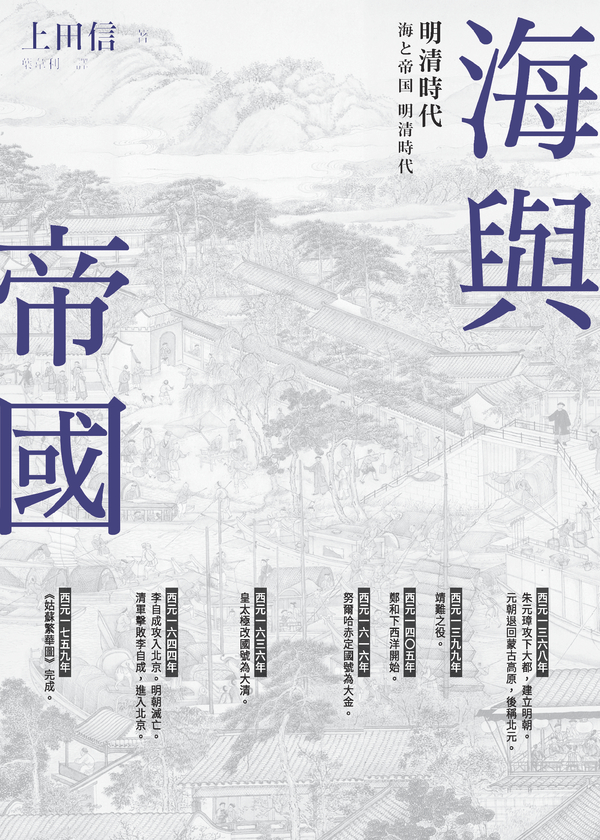 海與
帝國
明清時代
海と帝国 明清時代
上田信 著
葉韋利 譯
西元一三六八年
朱元璋攻下大都，建立明朝。
元朝退回蒙古高原，後稱北元。
西元一三九九年
靖難之役。
西元一四〇五年
鄭和下西洋開始。
西元一六一六年
努爾哈赤定國號為大金。
西元一六三六年
皇太極改國號為大清。
西元一六四四年
李自成攻入北京。明朝滅亡。
清軍擊敗李自成，進入北京。
西元一七五九年
《姑蘇繁華圖》完成。